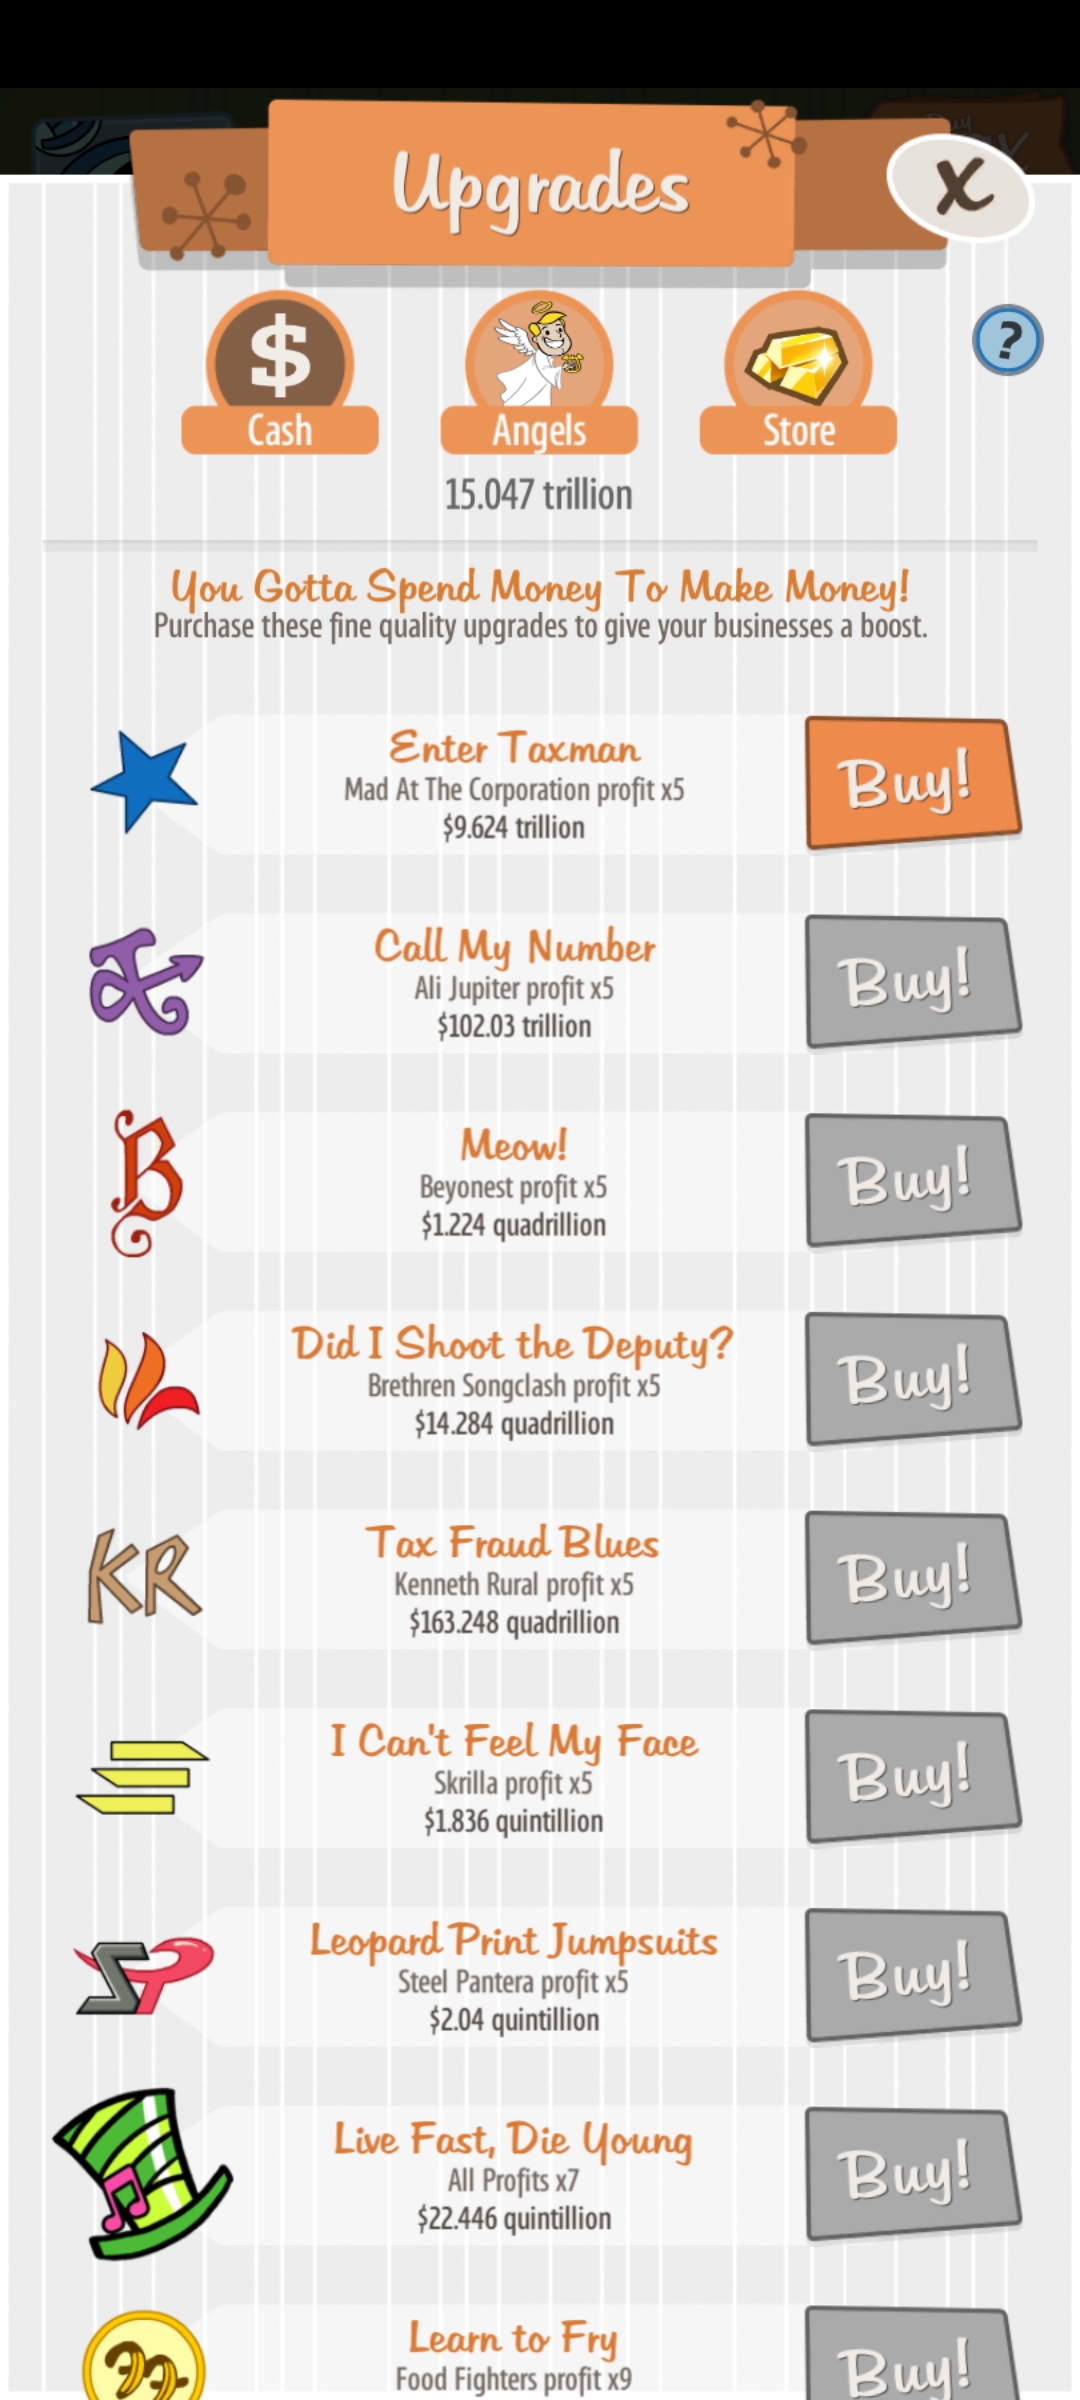 Buy
Upgrades
X
$
?
Cash
Angels
Store
15.047 trillion
You Gotta Spend Money To Make Money!
Purchase these fine quality upgrades to give your businesses a boost.
Enter Taxman
Mad At The Corporation profit x5
$9.624 trillion
Buy!
Call My Number
Ali Jupiter profit x5
$102.03 trillion
Buy!
B
Meow!
Beyonest profit x5
$1.224 quadrillion
Buy!
Did I Shoot the Deputy?
Brethren Songclash profit x5
$14.284 quadrillion
Buy!
KR
Tax Fraud Blues
Kenneth Rural profit x5
$163.248 quadrillion
Buy!
I Can't Feel My Face
Skrilla profit x5
$1.836 quintillion
Buy!
SP
Leopard Print Jumpsuits
Steel Pantera profit x5
$2.04 quintillion
Buy!
Live Fast, Die Young
All Profits x7
$22.446 quintillion
Buy!
Learn to Fry
Food Fighters profit x9
Buy!